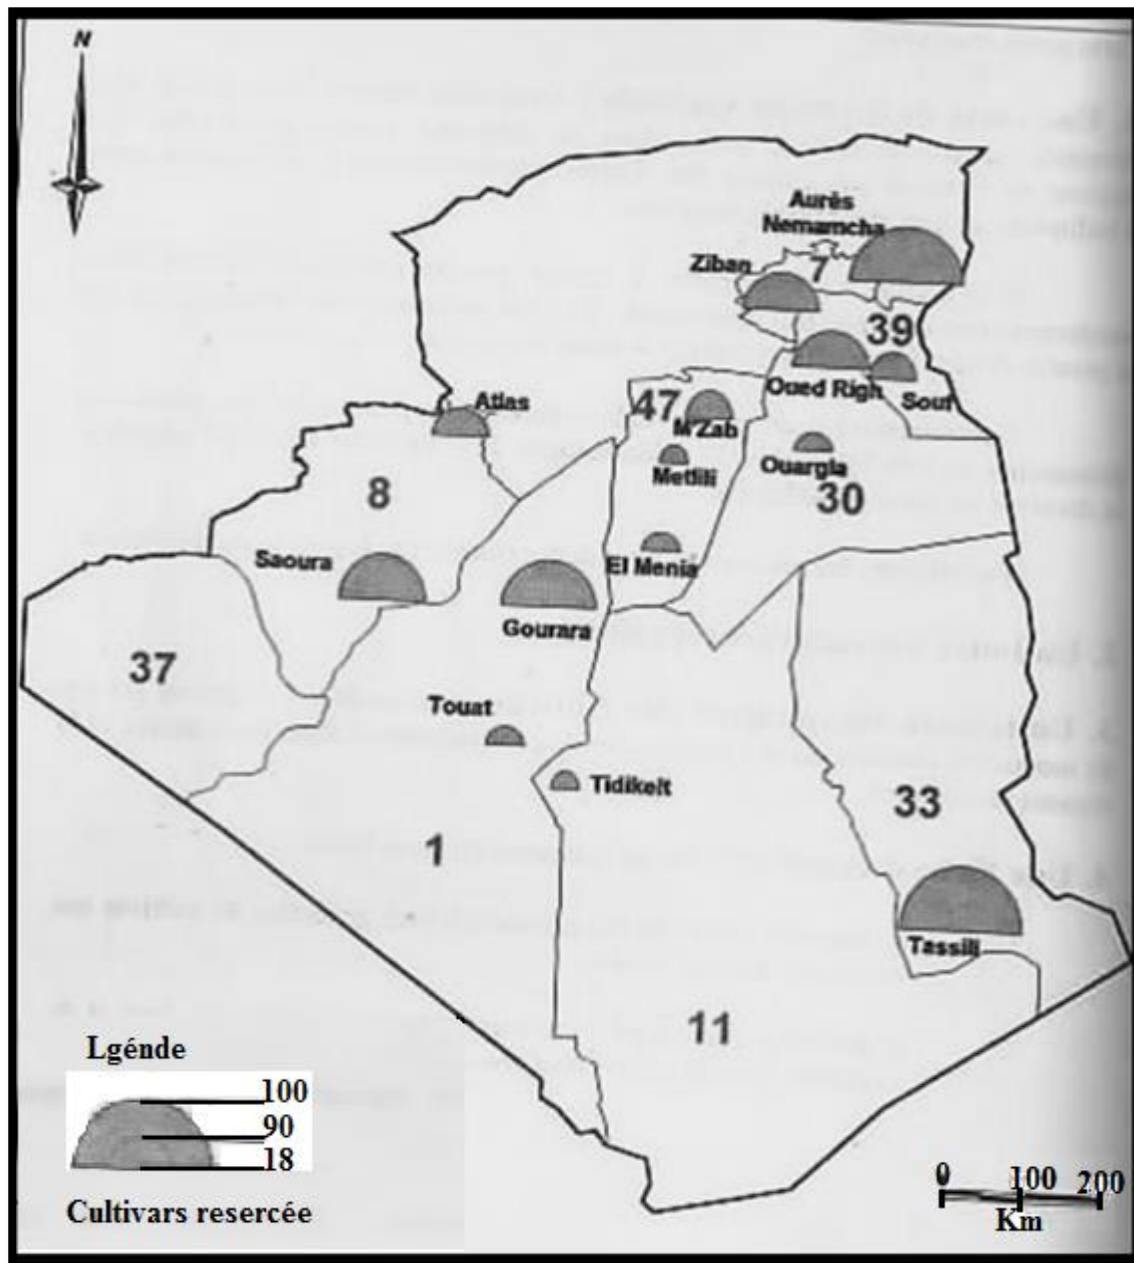 N
Aurès
Nemamcha
Ziban
7
39
Oued Righ
Souf
Atlas
47
M'Zab
Metlili
Ouargla
30
8
Saoura
El Menia
Gourara
37
Touat
Tidikelt
33
1
Tassili
11
Lgénde
100
90
18
Cultivars resercée
0 100 200
Km